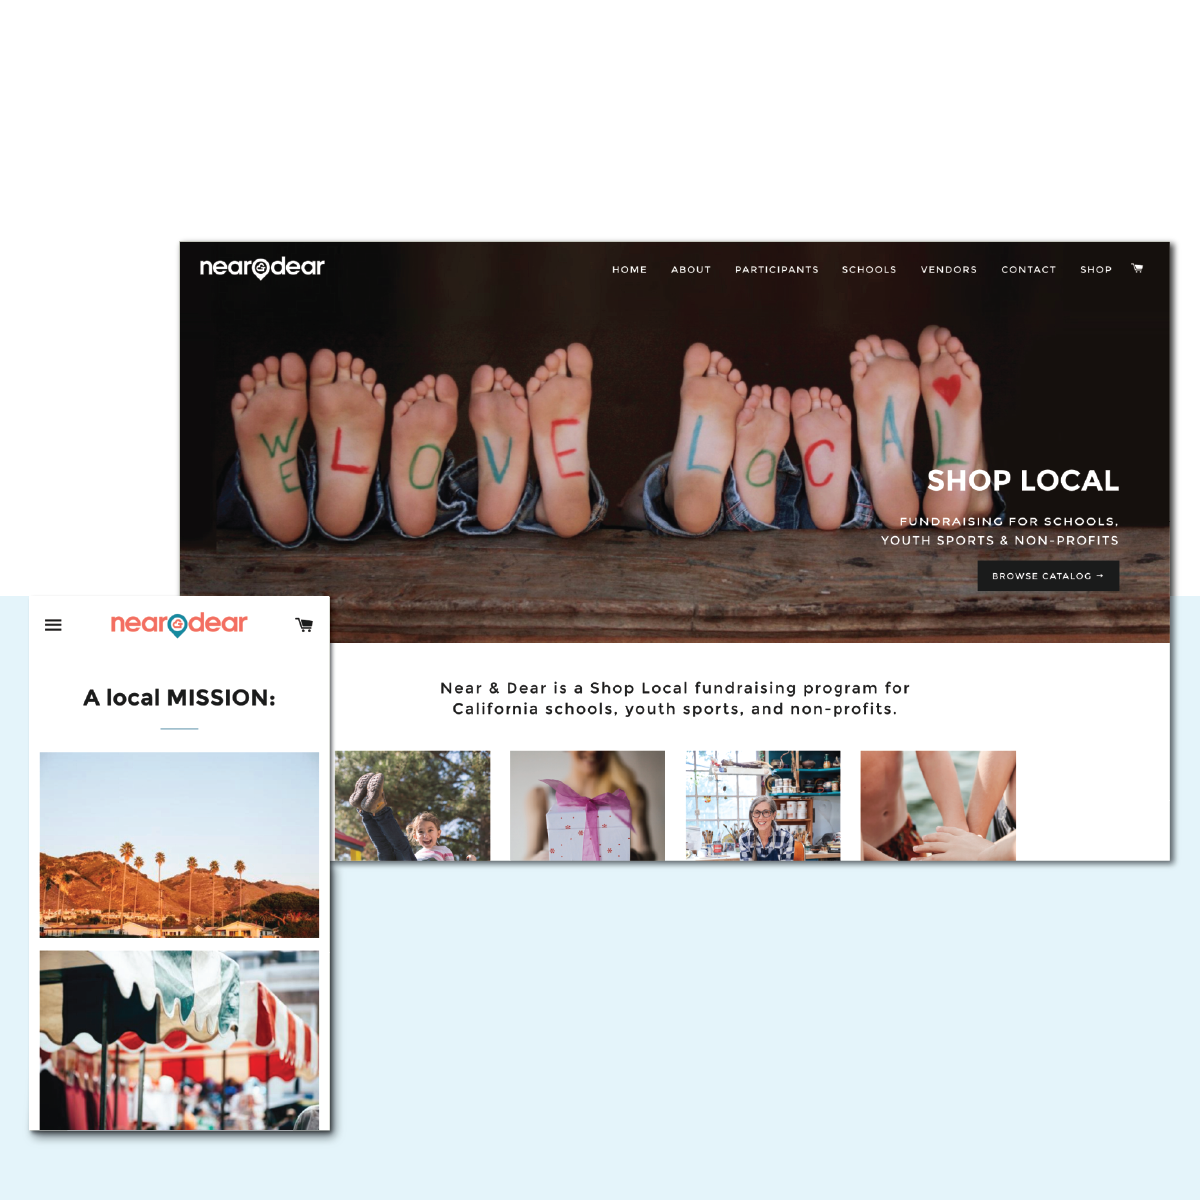 near dear
HOME ABOUT PARTICIPANTS SCHOOLS VENDORS CONTACT SHOP
WE LOVE LOCAL
SHOP LOCAL
FUNDRAISING FOR SCHOOLS,
YOUTH SPORTS & NON-PROFITS
BROWSE CATALOG →
near dear
A local MISSION:
Near & Dear is a Shop Local fundraising program for
California schools, youth sports, and non-profits.